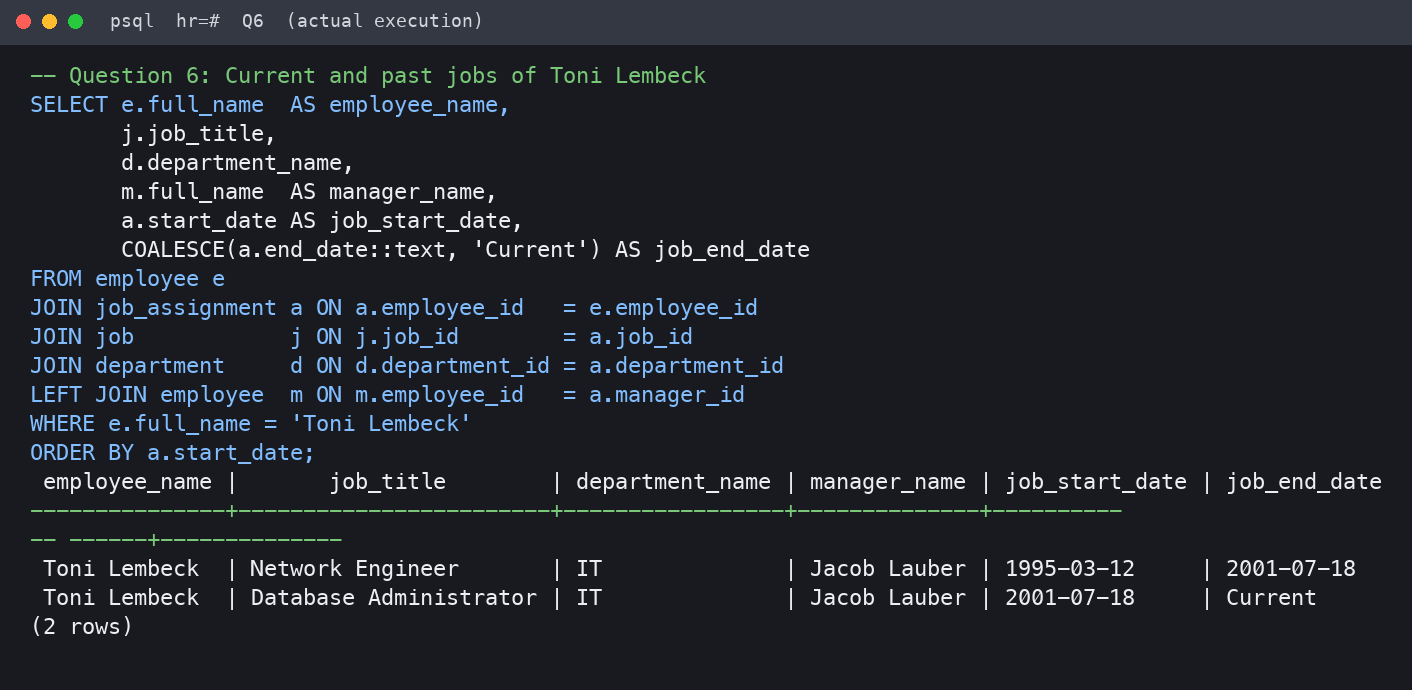 psql  hr=#  Q6  (actual execution)
-- Question 6: Current and past jobs of Toni Lembeck
SELECT e.full_name  AS employee_name,
       j.job_title,
       d.department_name,
       m.full_name  AS manager_name,
       a.start_date AS job_start_date,
       COALESCE(a.end_date::text, 'Current') AS job_end_date
FROM employee e
JOIN job_assignment a ON a.employee_id   = e.employee_id
JOIN job            j ON j.job_id        = a.job_id
JOIN department     d ON d.department_id = a.department_id
LEFT JOIN employee  m ON m.employee_id   = a.manager_id
WHERE e.full_name = 'Toni Lembeck'
ORDER BY a.start_date;
 employee_name |       job_title        | department_name | manager_name | job_start_date | job_end_date
---------------+------------------------+-----------------+--------------+----------
-- ------+--------------
 Toni Lembeck  | Network Engineer       | IT              | Jacob Lauber | 1995-03-12     | 2001-07-18
 Toni Lembeck  | Database Administrator | IT              | Jacob Lauber | 2001-07-18     | Current
(2 rows)